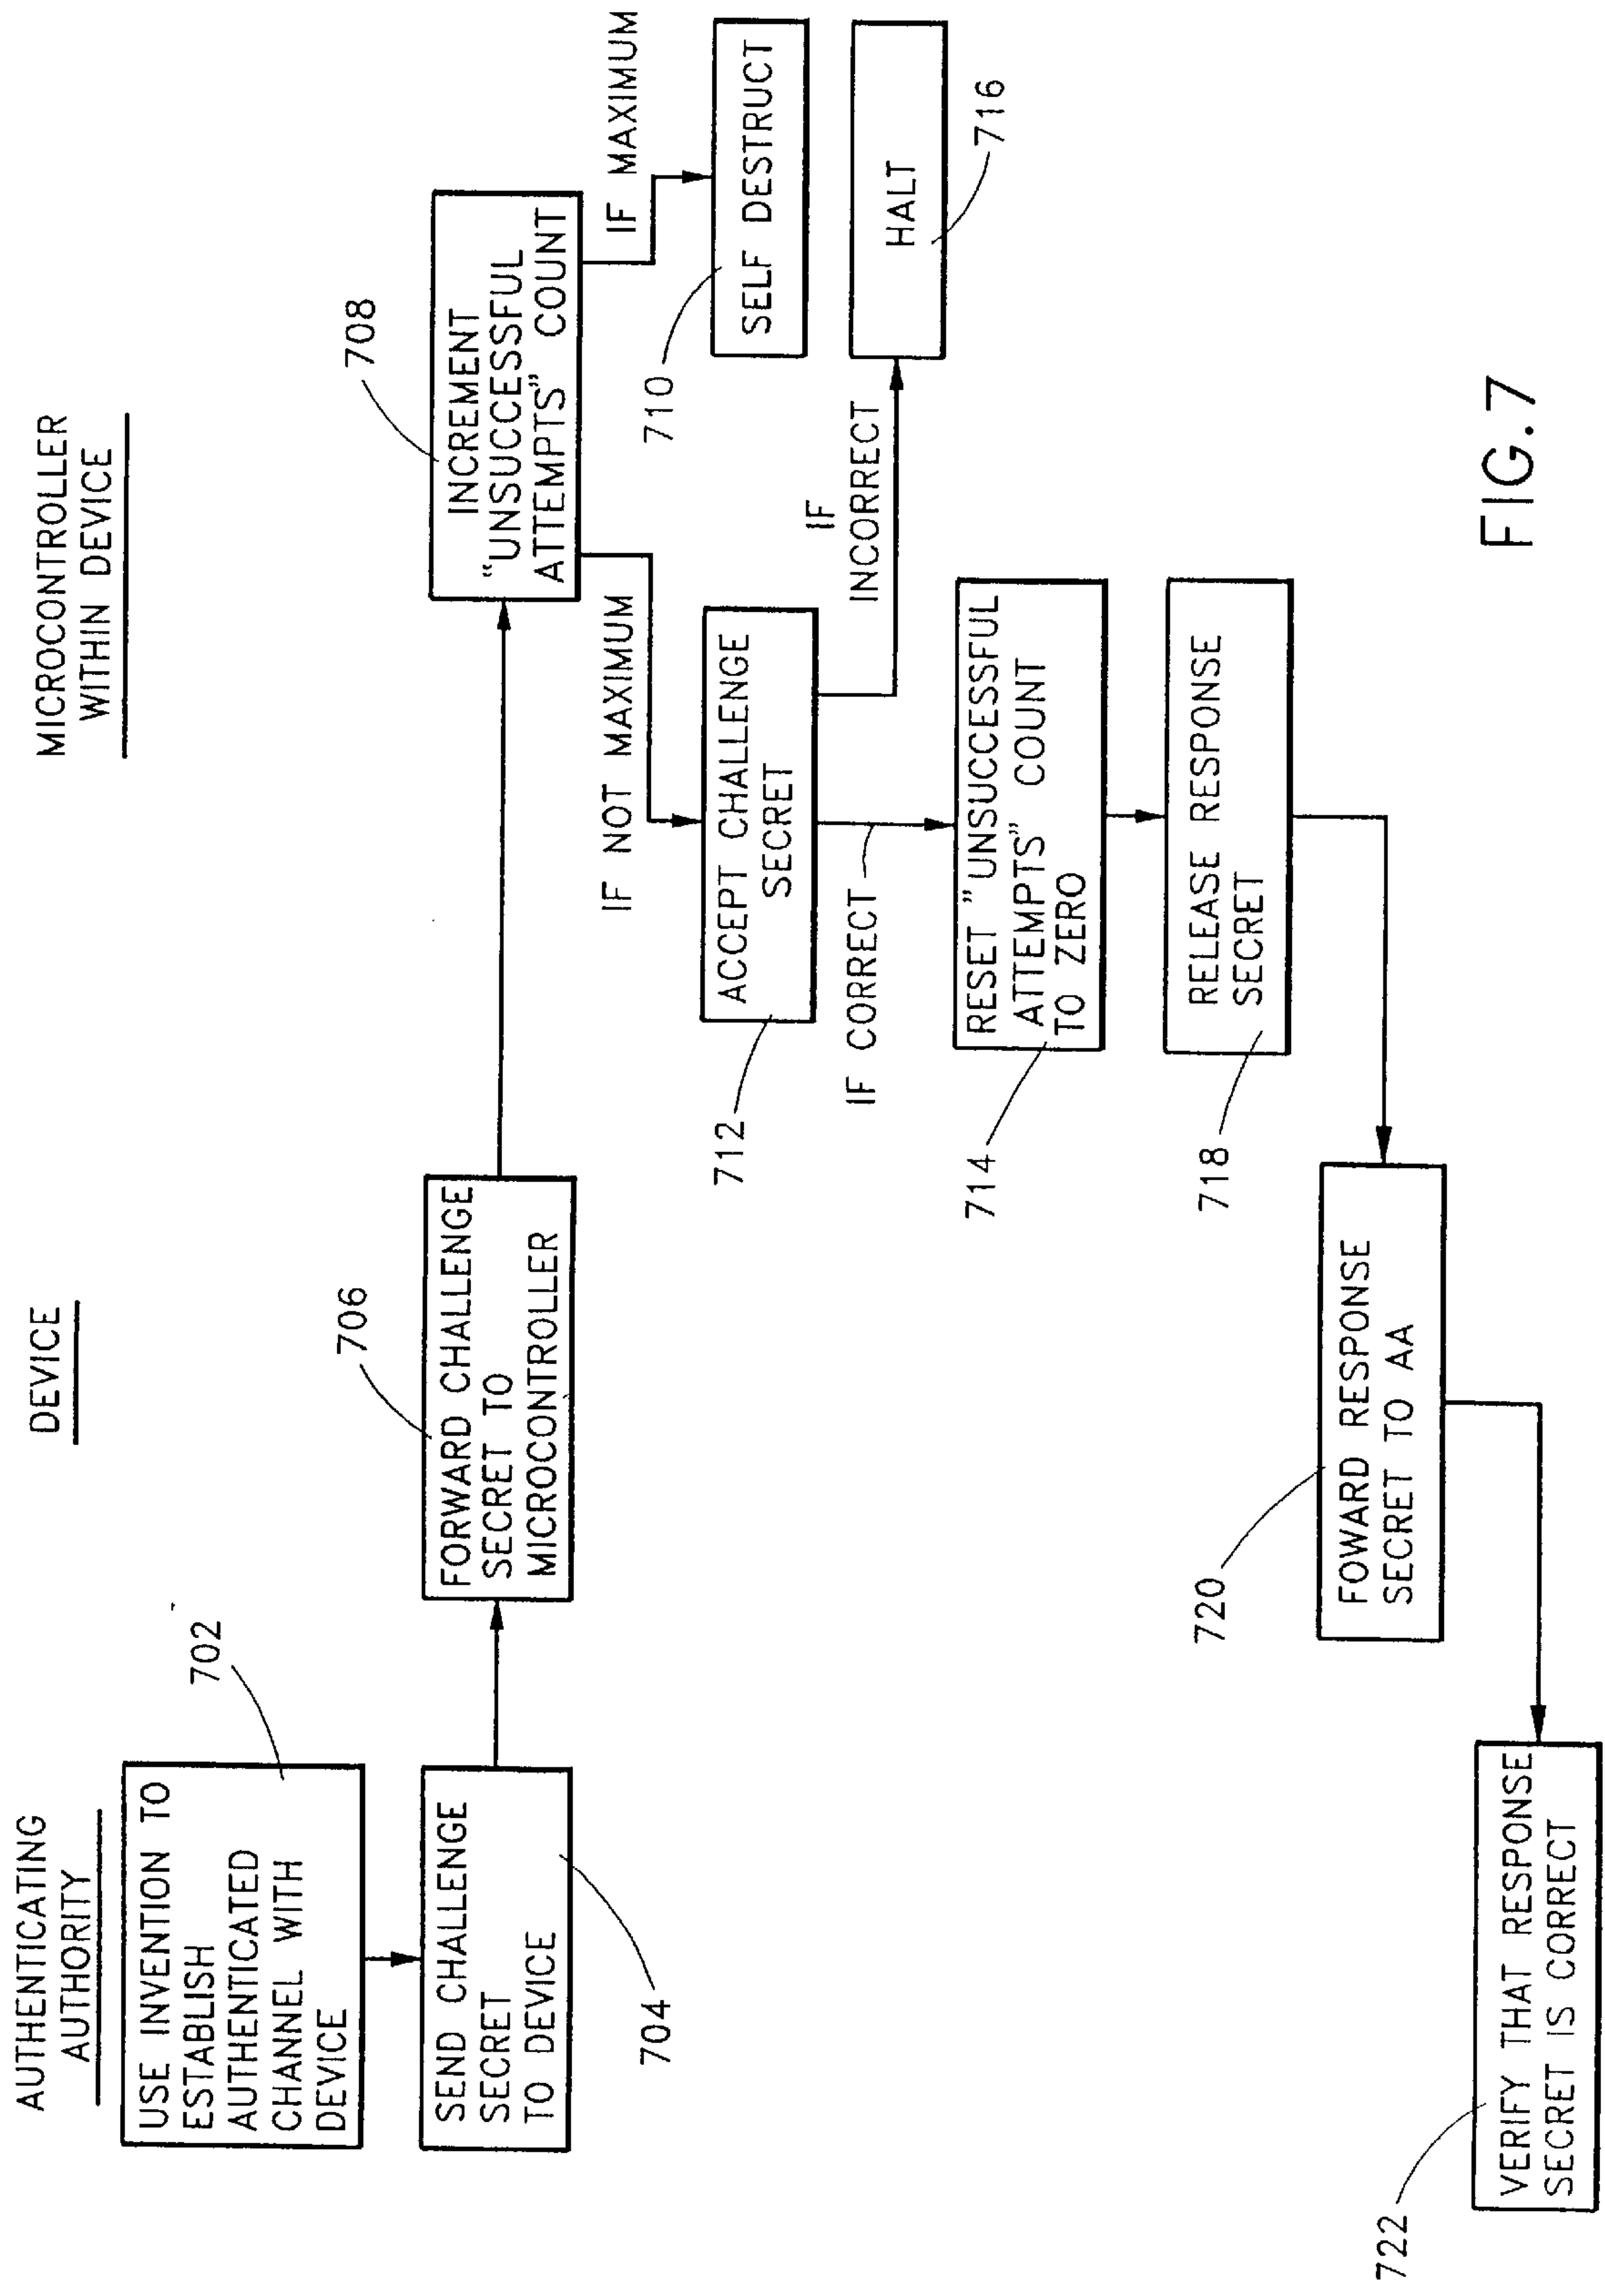 AUTHENTICATING
AUTHORITY
DEVICE
MICROCONTROLLER
WITHIN DEVICE
702
USE INVENTION TO
ESTABLISH
AUTHENTICATED
CHANNEL WITH
DEVICE
SEND CHALLENGE
SECRET
TO DEVICE
704
706
FORWARD CHALLENGE
SECRET TO
MICROCONTROLLER
708
INCREMENT
“UNSUCCESSFUL
ATTEMPTS” COUNT
IF NOT MAXIMUM
IF MAXIMUM
710
SELF DESTRUCT
712
ACCEPT CHALLENGE
SECRET
IF
INCORRECT
HALT
716
IF CORRECT
714
RESET ”UNSUCCESSFUL
ATTEMPTS” COUNT
TO ZERO
718
RELEASE RESPONSE
SECRET
720
FOWARD RESPONSE
SECRET TO AA
722
VERIFY THAT RESPONSE
SECRET IS CORRECT
FIG.7